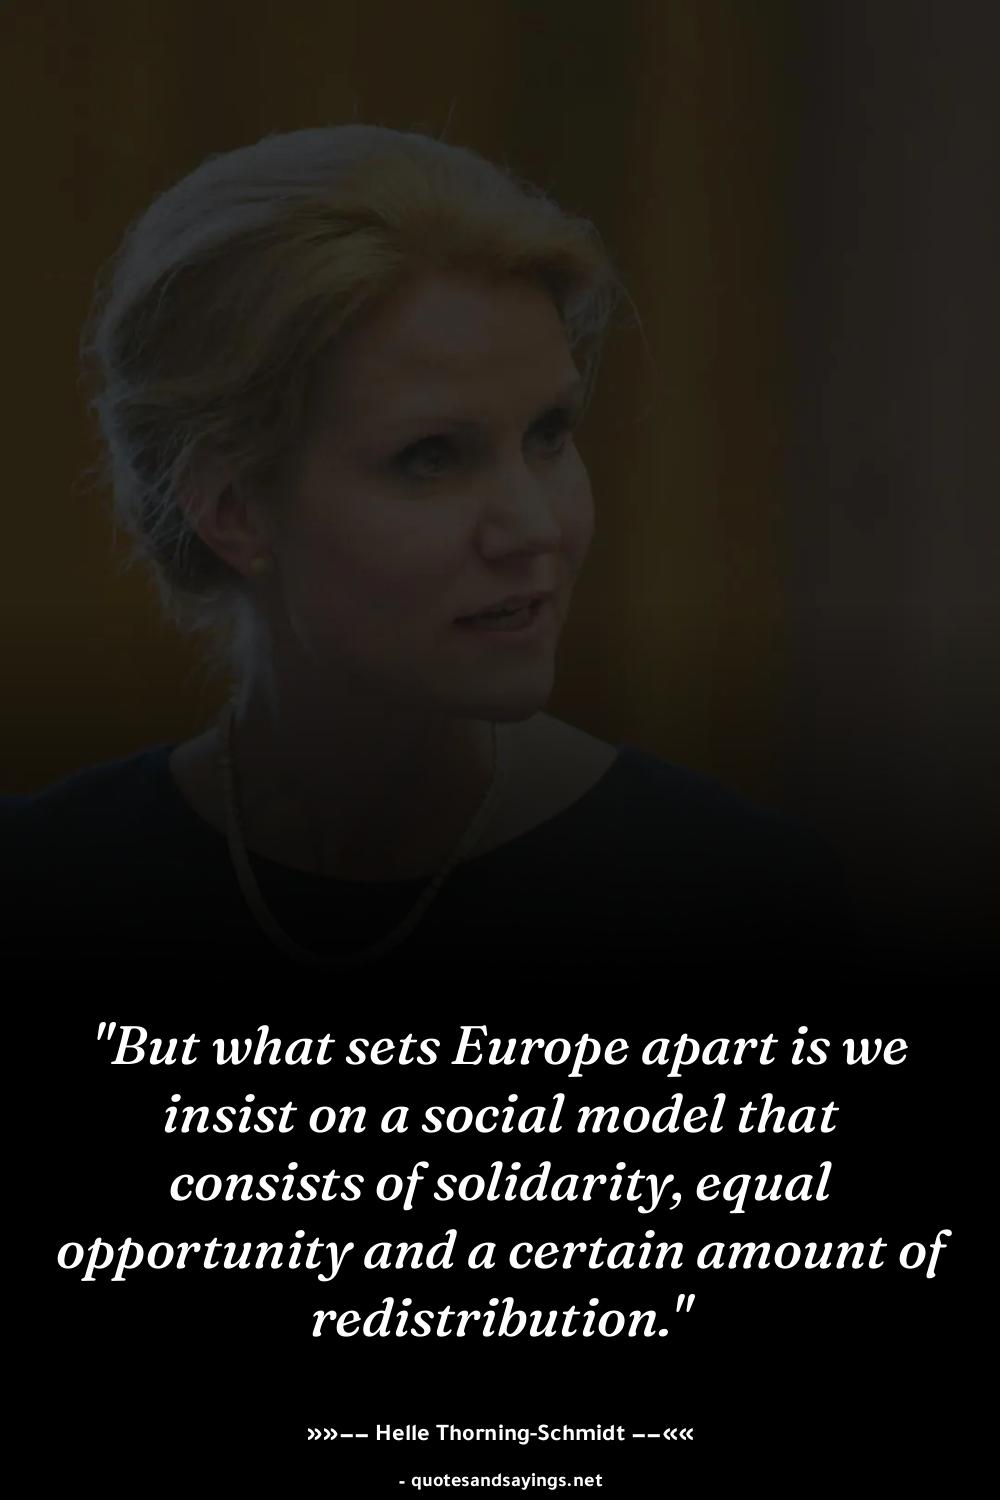 "But what sets Europe apart is we
insist on a social model that
consists of solidarity, equal
opportunity and a certain amount of
redistribution."
»»—— Helle Thorning-Schmidt ——««
- quotesandsayings.net